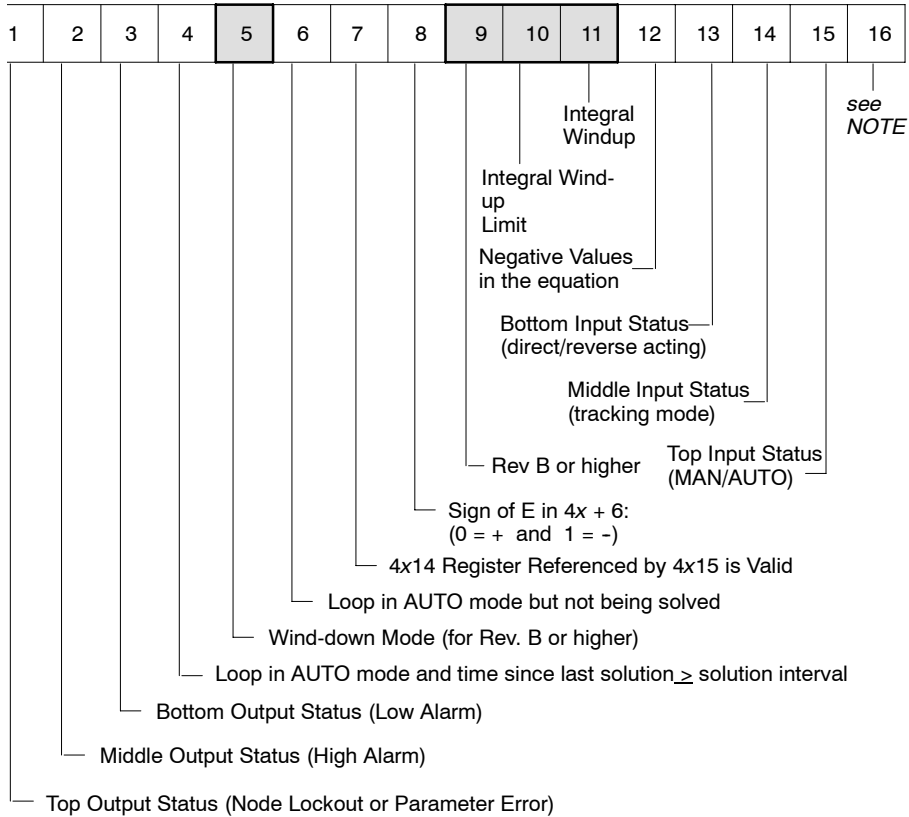 1 2 3 4 5 6 7 8 9 10 11 12 13 14 15 16
see
NOTE
Integral
Windup
Integral Wind-
up
Limit
Negative Values
in the equation
Bottom Input Status
(direct/reverse acting)
Middle Input Status
(tracking mode)
Top Input Status
(MAN/AUTO)
Rev B or higher
Sign of E in 4x + 6:
(0 = + and 1 = -)
4x14 Register Referenced by 4x15 is Valid
Loop in AUTO mode but not being solved
Wind-down Mode (for Rev. B or higher)
Loop in AUTO mode and time since last solution ≥ solution interval
Bottom Output Status (Low Alarm)
Middle Output Status (High Alarm)
Top Output Status (Node Lockout or Parameter Error)